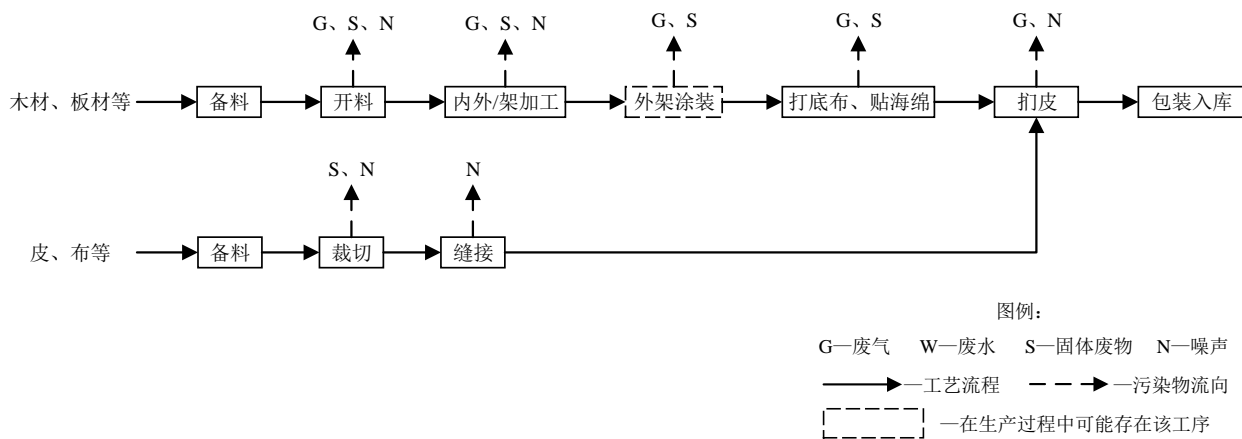 G、S、N
G、S、N
G、S
G、S
G、N
木材、板材等
备料
开料
内外/架加工
外架涂装
打底布、贴海绵
扪皮
包装入库
S、N
N
皮、布等
备料
裁切
缝接
图例：
G—废气 W—废水 S—固体废物 N—噪声
—工艺流程 —污染物流向
—在生产过程中可能存在该工序